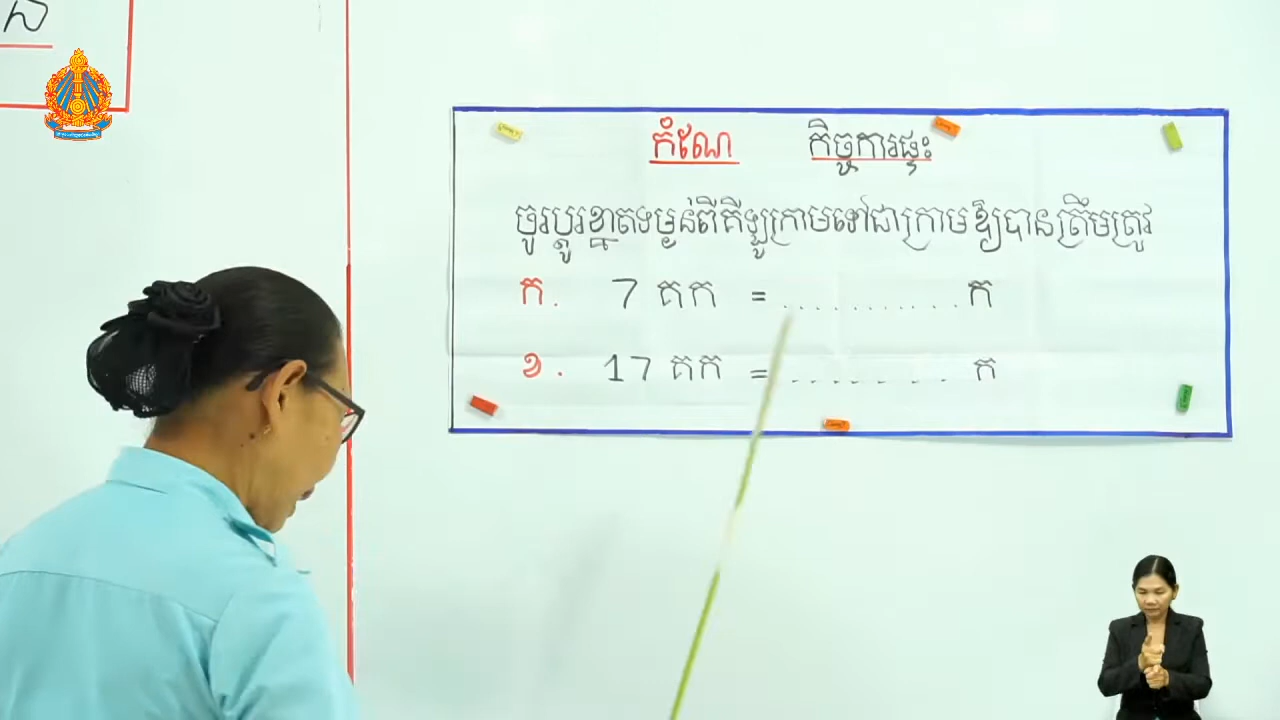 កំណែ កិច្ចការផ្ទះ
ចូរប្តូរខ្នាតទម្ងន់ពីគីឡូក្រាមទៅជាក្រាមឱ្យបានត្រឹមត្រូវ
ក. 7 គក = ............ ក
ខ. 17 គក = ............ ក